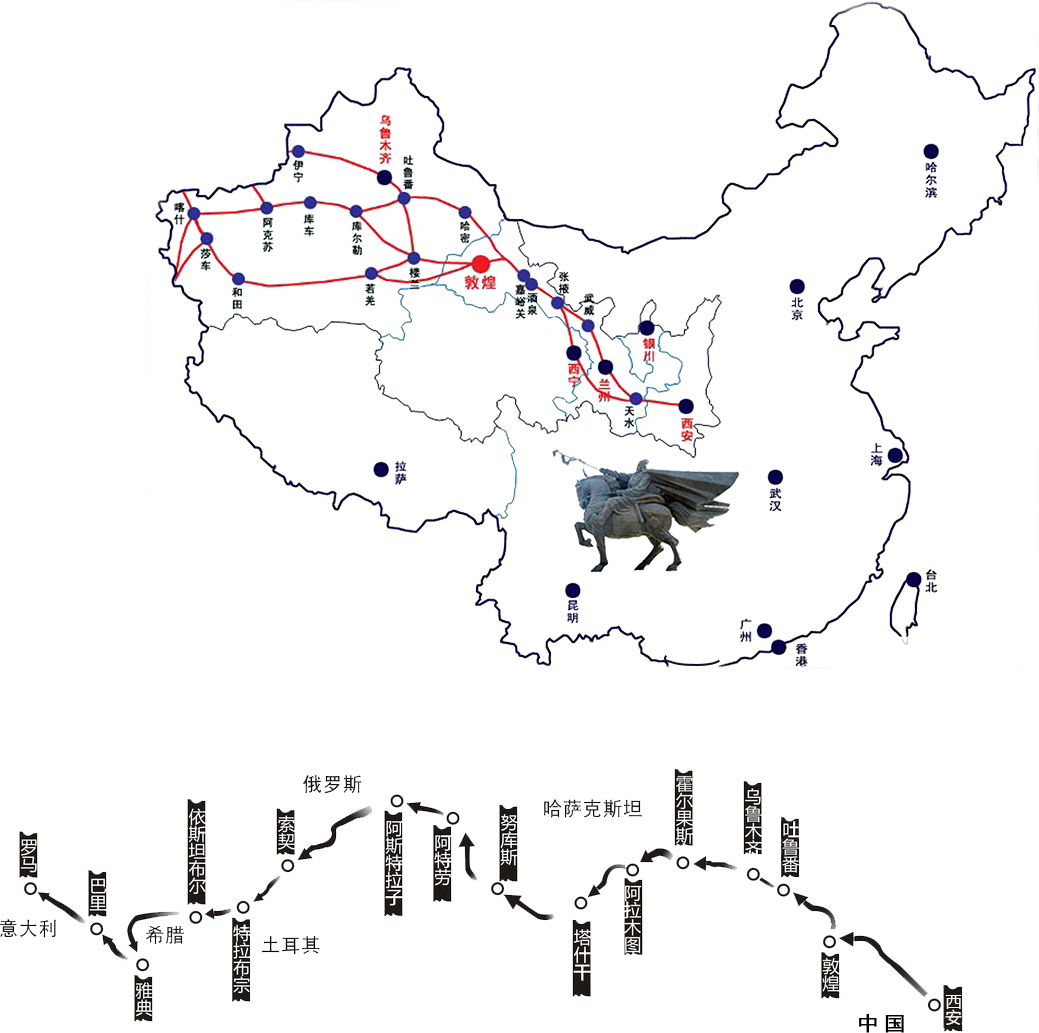 乌鲁木齐
吐鲁番
伊宁
哈尔滨
喀什
阿克苏
库车
库尔勒
哈密
莎车
和田
若羌
楼兰
敦煌
嘉峪关
酒泉
张掖
武威
北京
银川
西宁
兰州
天水
西安
上海
拉萨
武汉
昆明
台北
广州
香港
俄罗斯
哈萨克斯坦
霍尔果斯
乌鲁木齐
吐鲁番
依斯坦布尔
索契
阿斯特拉子
阿特劳
努库斯
罗马
巴里
阿拉木图
意大利
希腊
特拉布宗
土耳其
塔什干
雅典
敦煌
西安
中国